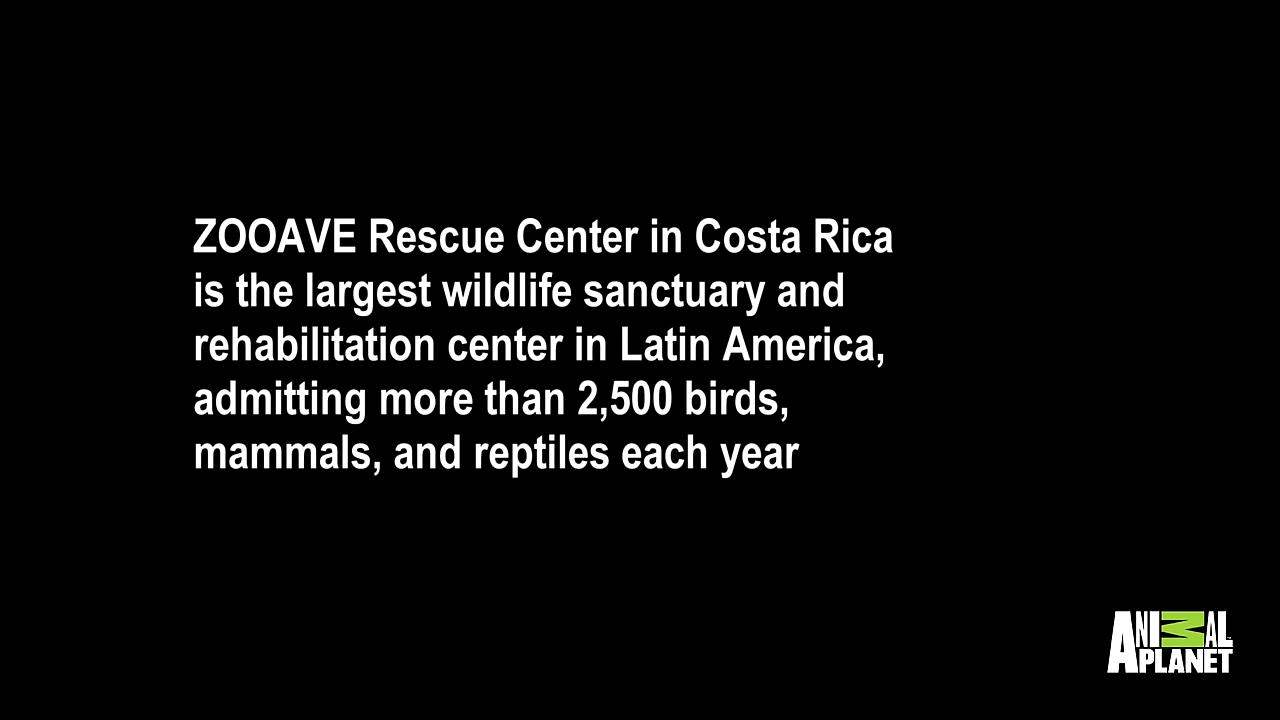 ZOOAVE Rescue Center in Costa Rica
is the largest wildlife sanctuary and
rehabilitation center in Latin America,
admitting more than 2,500 birds,
mammals, and reptiles each year
ANIMAL
PLANET